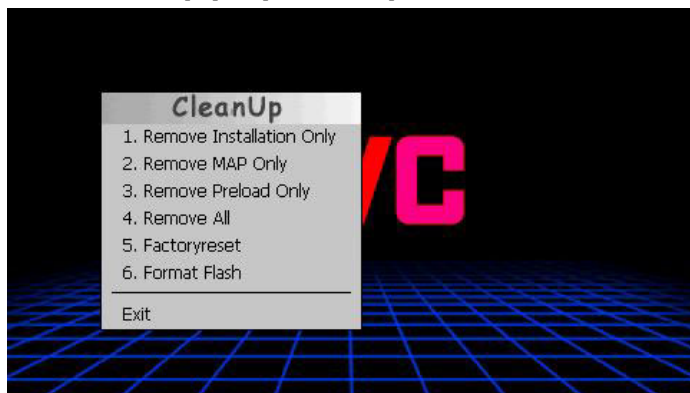 CleanUp
1. Remove Installation Only
2. Remove MAP Only
3. Remove Preload Only
4. Remove All
5. Factoryreset
6. Format Flash
Exit
C